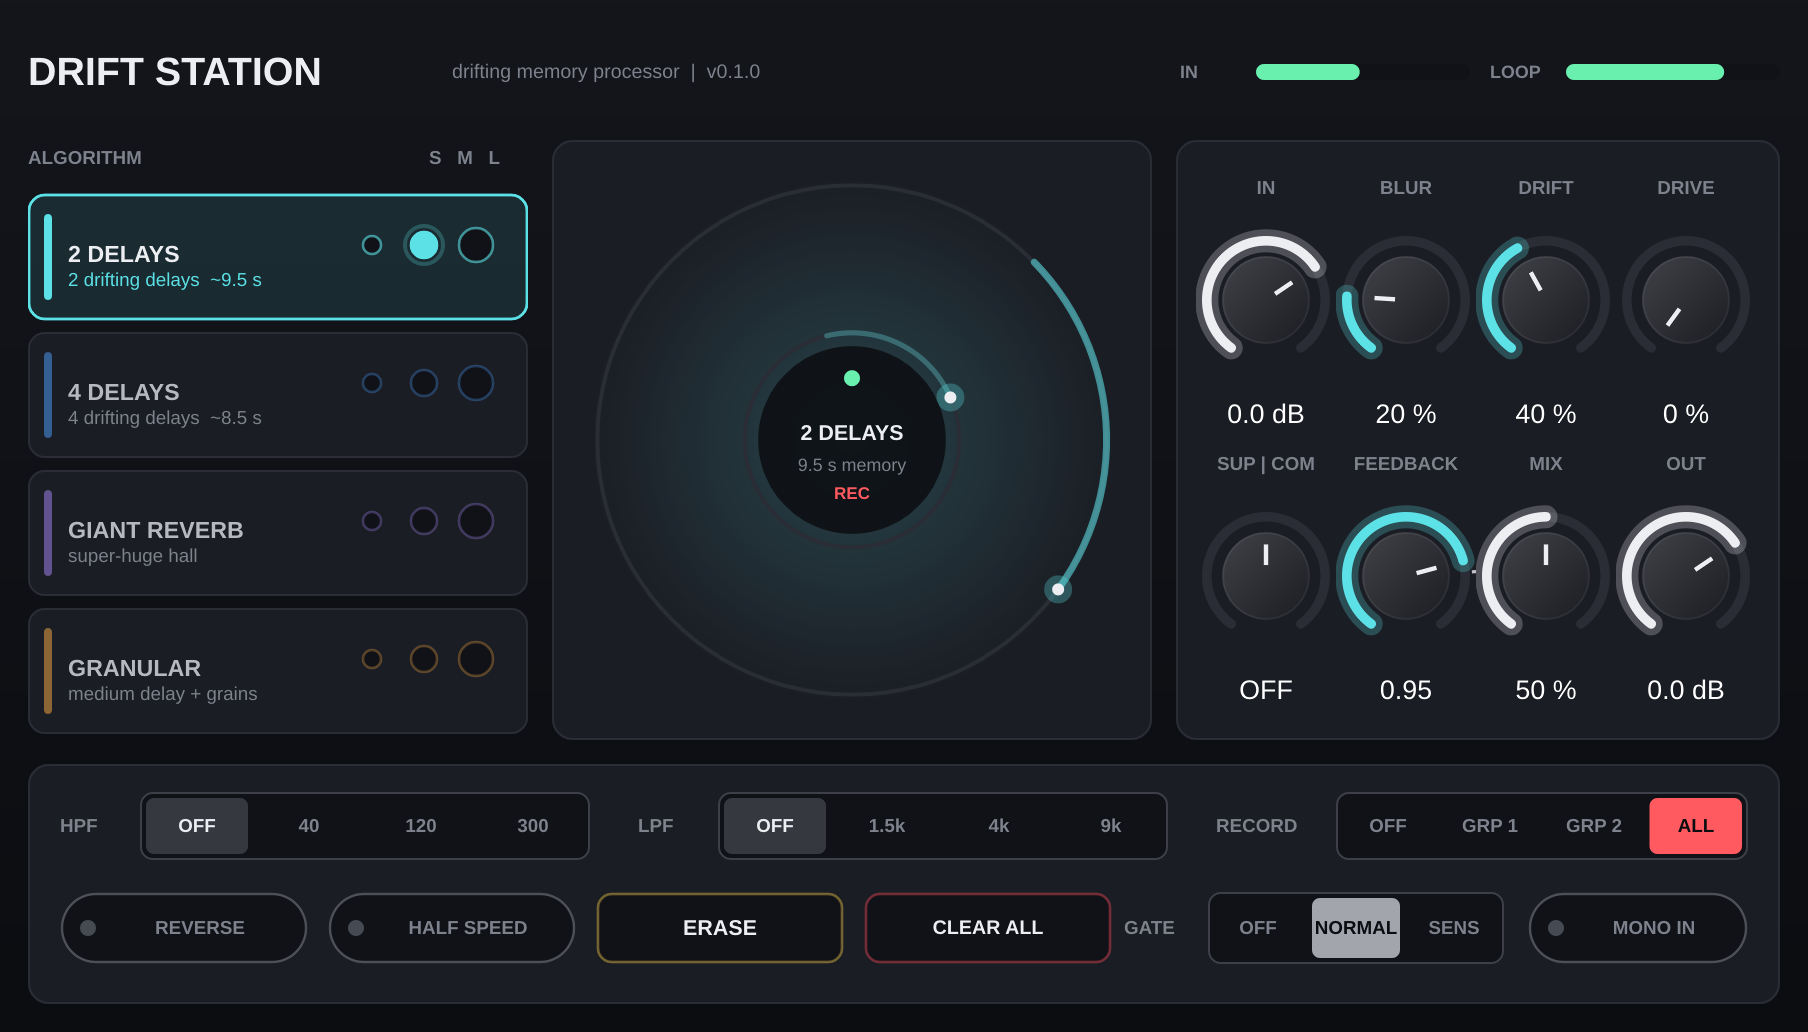 DRIFT STATION
drifting memory processor | v0.1.0
IN
LOOP
ALGORITHM
S M L
2 DELAYS
2 drifting delays ~9.5 s
4 DELAYS
4 drifting delays ~8.5 s
GIANT REVERB
super-huge hall
GRANULAR
medium delay + grains
2 DELAYS
9.5 s memory
REC
IN BLUR DRIFT DRIVE
0.0 dB 20 % 40 % 0 %
SUP | COM FEEDBACK MIX OUT
OFF 0.95 50 % 0.0 dB
HPF OFF 40 120 300
LPF OFF 1.5k 4k 9k
RECORD OFF GRP 1 GRP 2 ALL
REVERSE
HALF SPEED
ERASE
CLEAR ALL
GATE OFF NORMAL SENS
MONO IN